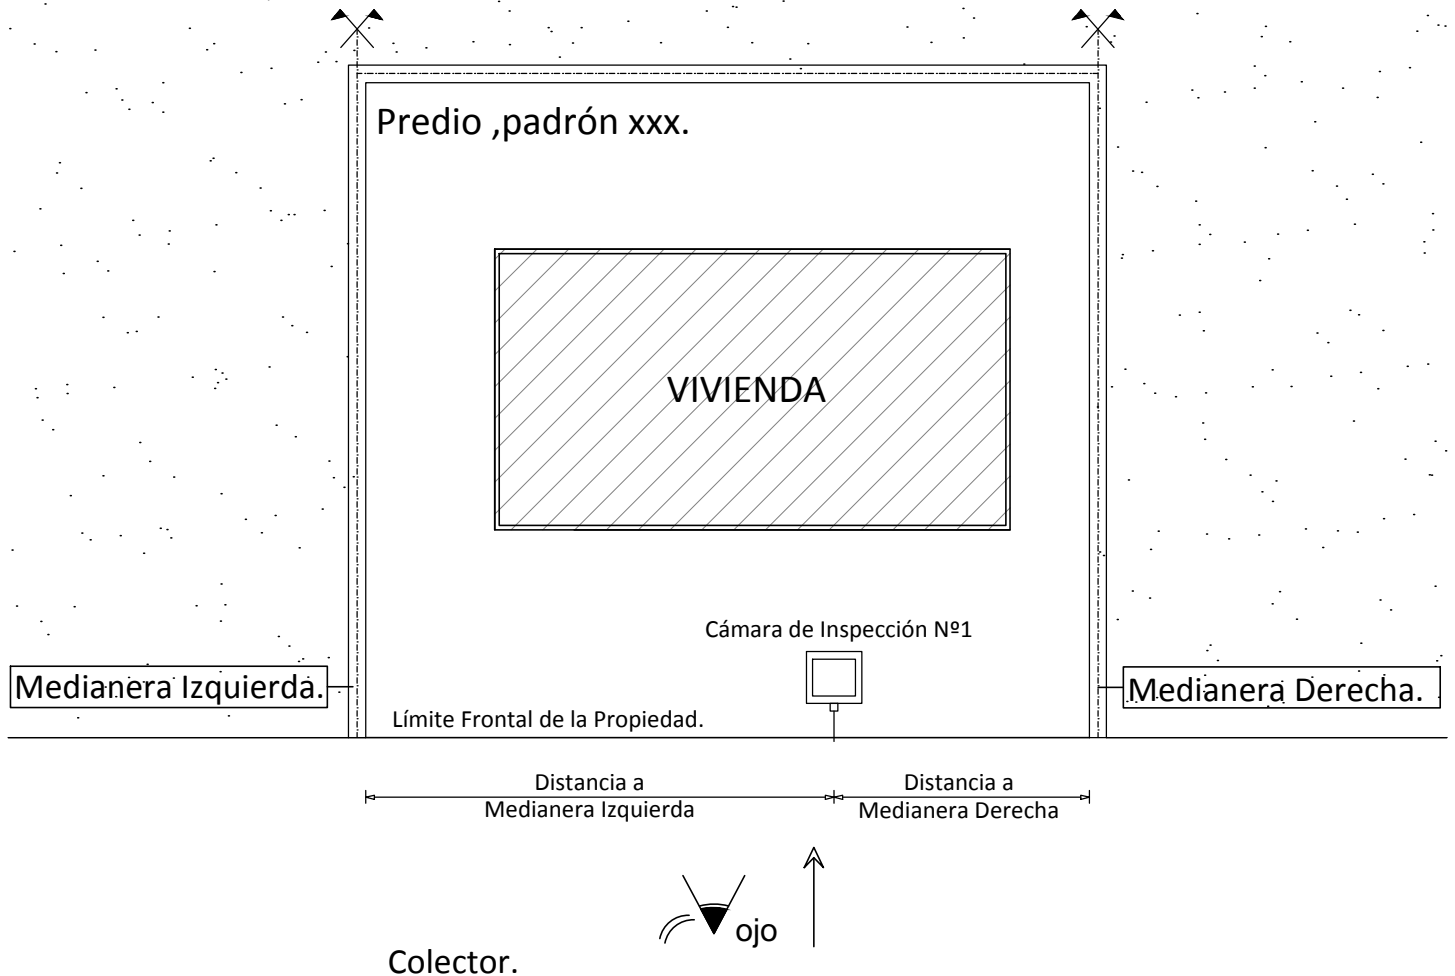 Predio ,padrón xxx.
VIVIENDA
Cámara de Inspección Nº1
Medianera Izquierda.
Medianera Derecha.
Límite Frontal de la Propiedad.
Distancia a
Medianera Izquierda
Distancia a
Medianera Derecha
ojo
Colector.